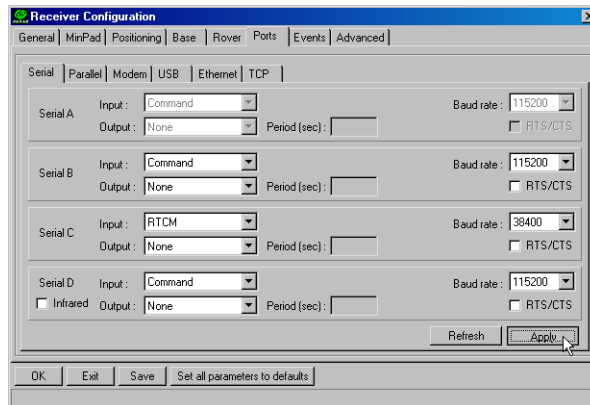 Receiver Configuration
General MinPad Positioning Base Rover Ports Events Advanced
Serial Parallel Modem USB Ethernet TCP
Serial A Input : Command Baud rate : 115200
Output : None Period (sec) : RTS/CTS
Serial B Input : Command Baud rate : 115200
Output : None Period (sec) : RTS/CTS
Serial C Input : RTCM Baud rate : 38400
Output : None Period (sec) : RTS/CTS
Serial D Input : Command Baud rate : 115200
Infrared Output : None Period (sec) : RTS/CTS
Refresh Apply
OK Exit Save Set all parameters to defaults